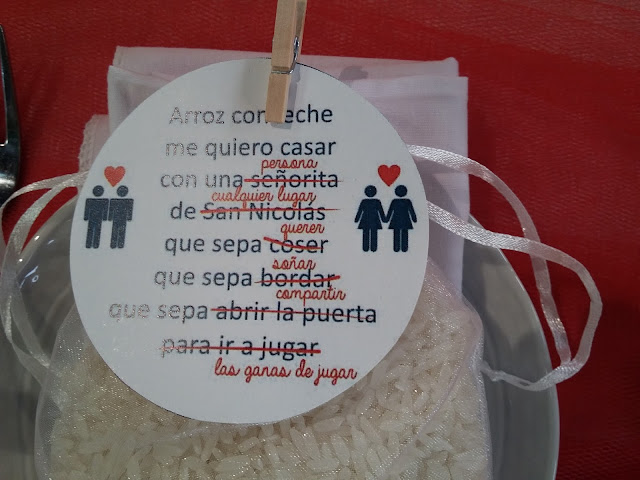 Arroz con leche
me quiero casar
persona
con una señorita
cualquier lugar
de San Nicolas
querer
que sepa coser
soñar
que sepa bordar
compartir
que sepa abrir la puerta
para ir a jugar
las ganas de jugar